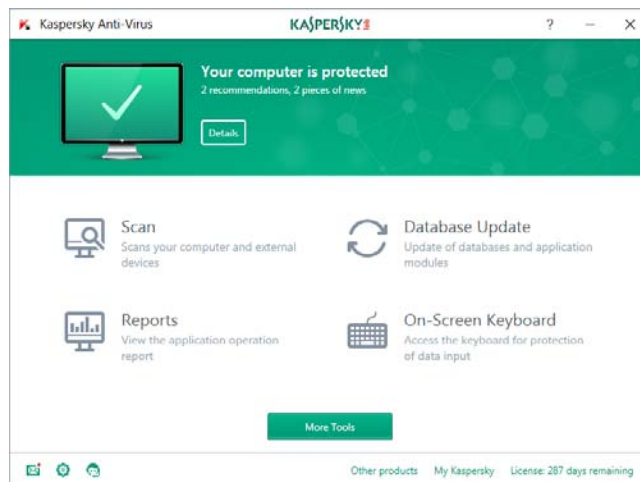 Kaspersky Anti-Virus
KASPERSKY
?
Your computer is protected
2 recommendations, 2 pieces of news
Details
Scan
Scans your computer and external
devices
Database Update
Update of databases and application
modules
Reports
View the application operation
report
On-Screen Keyboard
Access the keyboard for protection
of data input
More Tools
Other products My Kaspersky License: 287 days remaining